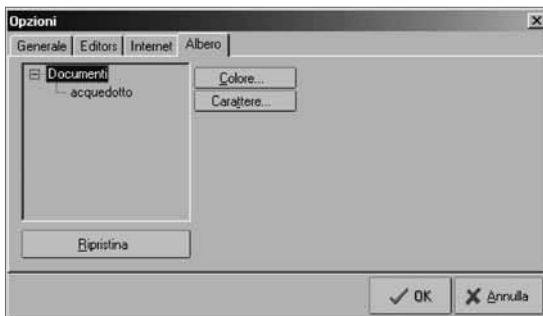 Opzioni
Generale Editors Internet Albero
Documenti
acquedotto
Colore...
Carattere...
Ripristina
OK Annulla